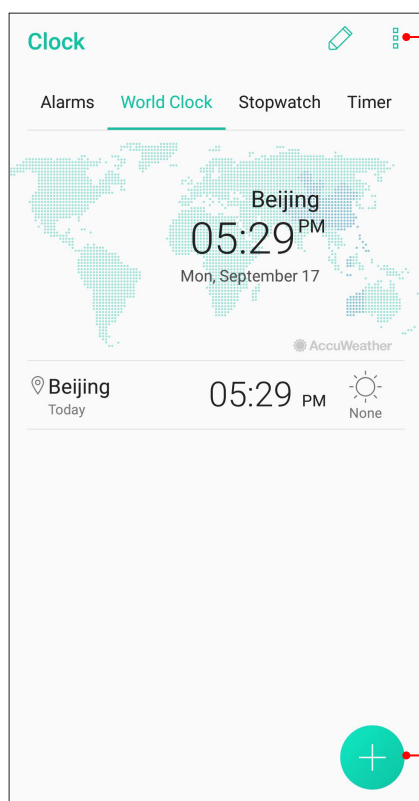 Clock
Alarms World Clock Stopwatch Timer
Beijing
05:29 PM
Mon, September 17
AccuWeather
Beijing 05:29 PM
Today None